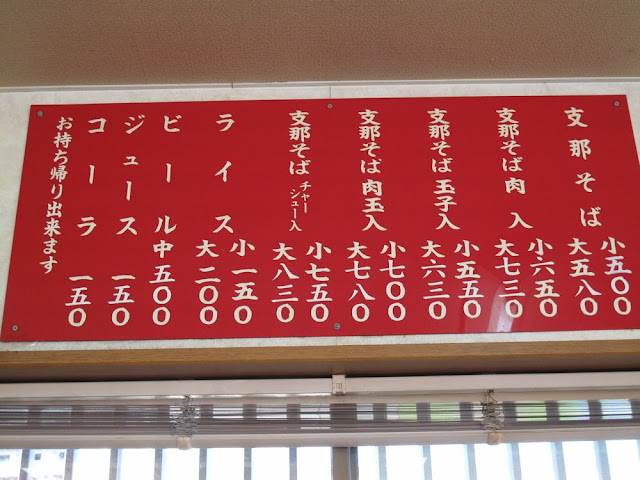 支那そば 小五〇〇
大五八〇
支那そば肉入 小六五〇
大七三〇
支那そば玉子入 小五五〇
大六三〇
支那そば肉玉入 小七〇〇
大七八〇
支那そばチャーシュー入 小七五〇
大八三〇
ライス 小一五〇
大二〇〇
ビール 中五〇〇
ジュース 一五〇
コーラ 一五〇
お持ち帰り出来ます